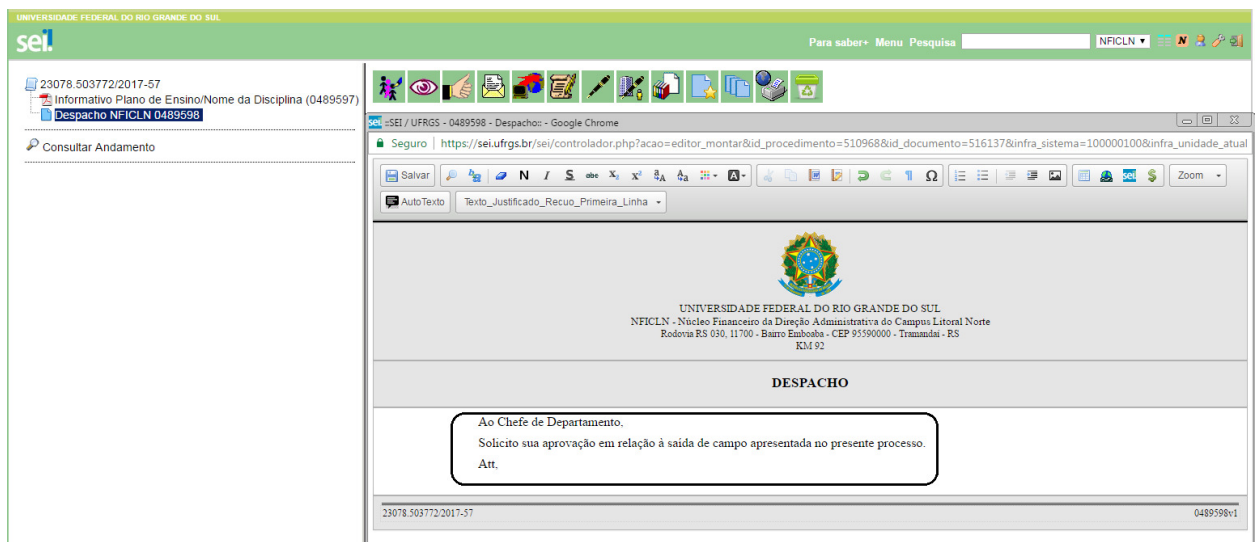 UNIVERSIDADE FEDERAL DO RIO GRANDE DO SUL
sei!
Para saber+ Menu Pesquisa
NFICLN
23078.503772/2017-57
Informativo Plano de Ensino/Nome da Disciplina (0489597)
Despacho NFICLN 0489598
Consultar Andamento
sei ::SEI / UFRGS - 0489598 - Despacho:: - Google Chrome
Seguro | https://sei.ufrgs.br/sei/controlador.php?acao=editor_montar&id_procedimento=510968&id_documento=516137&infra_sistema=100000100&infra_unidade_atual
Salvar N I S abc X₂ X² Ω sei $ Zoom
AutoTexto Texto_Justificado_Recuo_Primeira_Linha
UNIVERSIDADE FEDERAL DO RIO GRANDE DO SUL
NFICLN - Núcleo Financeiro da Direção Administrativa do Campus Litoral Norte
Rodovia RS 030, 11700 - Bairro Emboaba - CEP 95590000 - Tramandaí - RS
KM 92
DESPACHO
Ao Chefe de Departamento,
Solicito sua aprovação em relação à saída de campo apresentada no presente processo.
Att,
23078.503772/2017-57
0489598v1